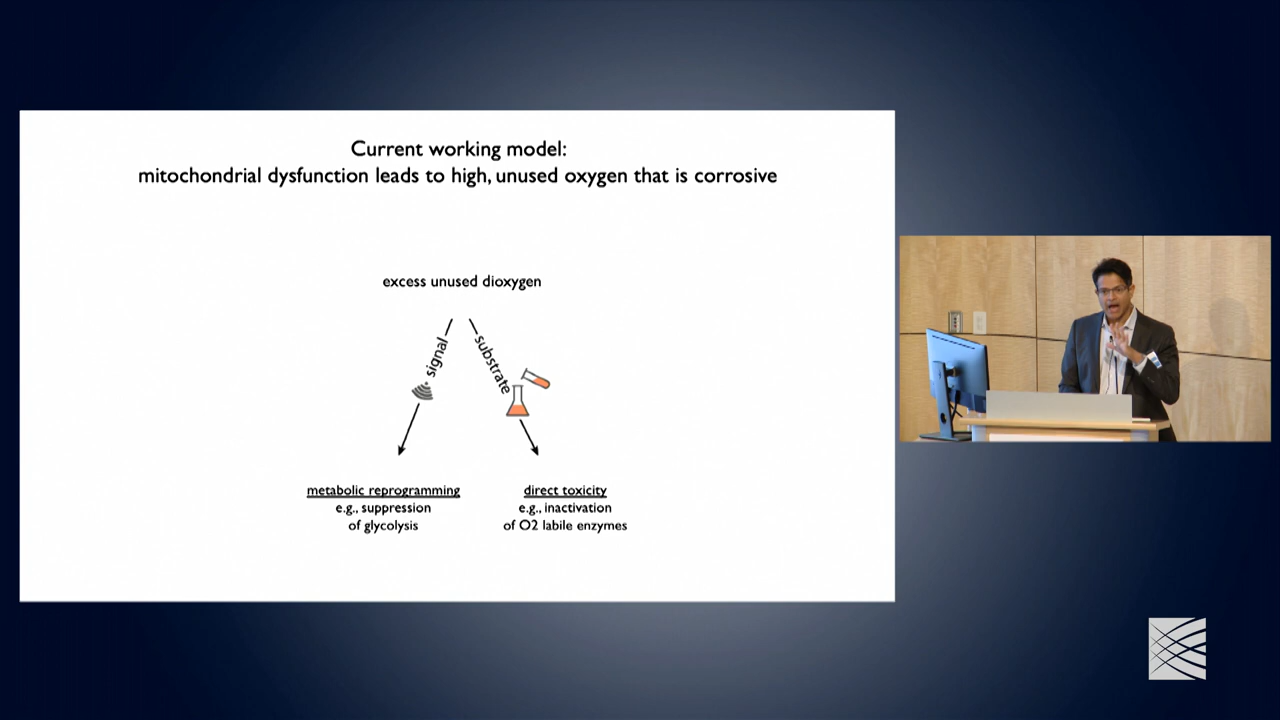 Current working model:
mitochondrial dysfunction leads to high, unused oxygen that is corrosive
excess unused dioxygen
signal
substrate
metabolic reprogramming
e.g., suppression
of glycolysis
direct toxicity
e.g., inactivation
of O2 labile enzymes